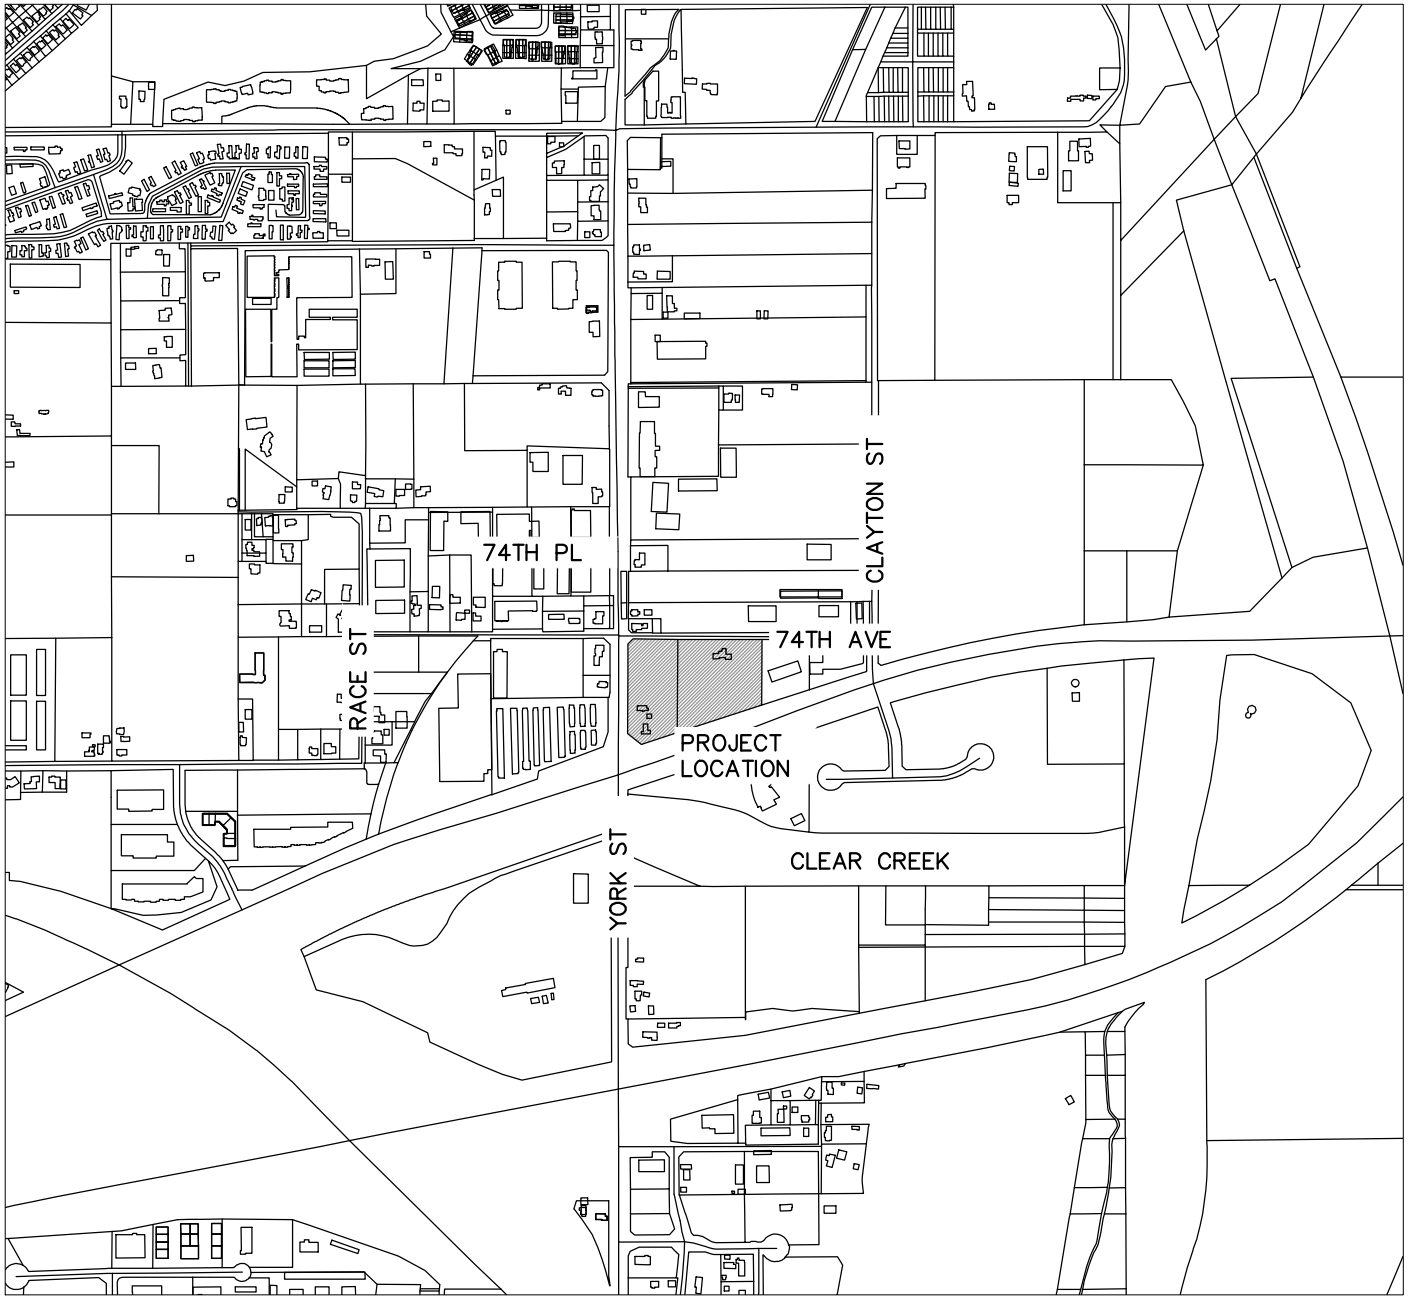 CLAYTON ST
74TH PL
74TH AVE
RACE ST
PROJECT
LOCATION
YORK ST
CLEAR CREEK